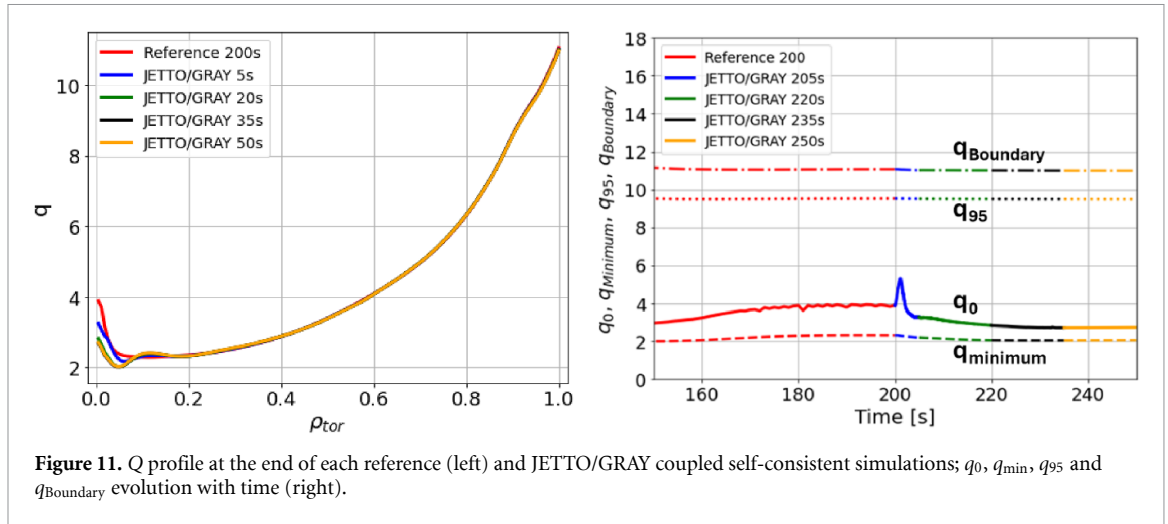 Reference 200s
JETTO/GRAY 5s
JETTO/GRAY 20s
JETTO/GRAY 35s
JETTO/GRAY 50s
q
10
8
6
4
2
0.0 0.2 0.4 0.6 0.8 1.0
ρtor
Reference 200
JETTO/GRAY 205s
JETTO/GRAY 220s
JETTO/GRAY 235s
JETTO/GRAY 250s
q0, qMinimum, q95, qBoundary
18
16
14
12
10
8
6
4
2
0
qBoundary
q95
q0
qminimum
160 180 200 220 240
Time [s]
Figure 11. Q profile at the end of each reference (left) and JETTO/GRAY coupled self-consistent simulations; q0, qmin, q95 and
qBoundary evolution with time (right).